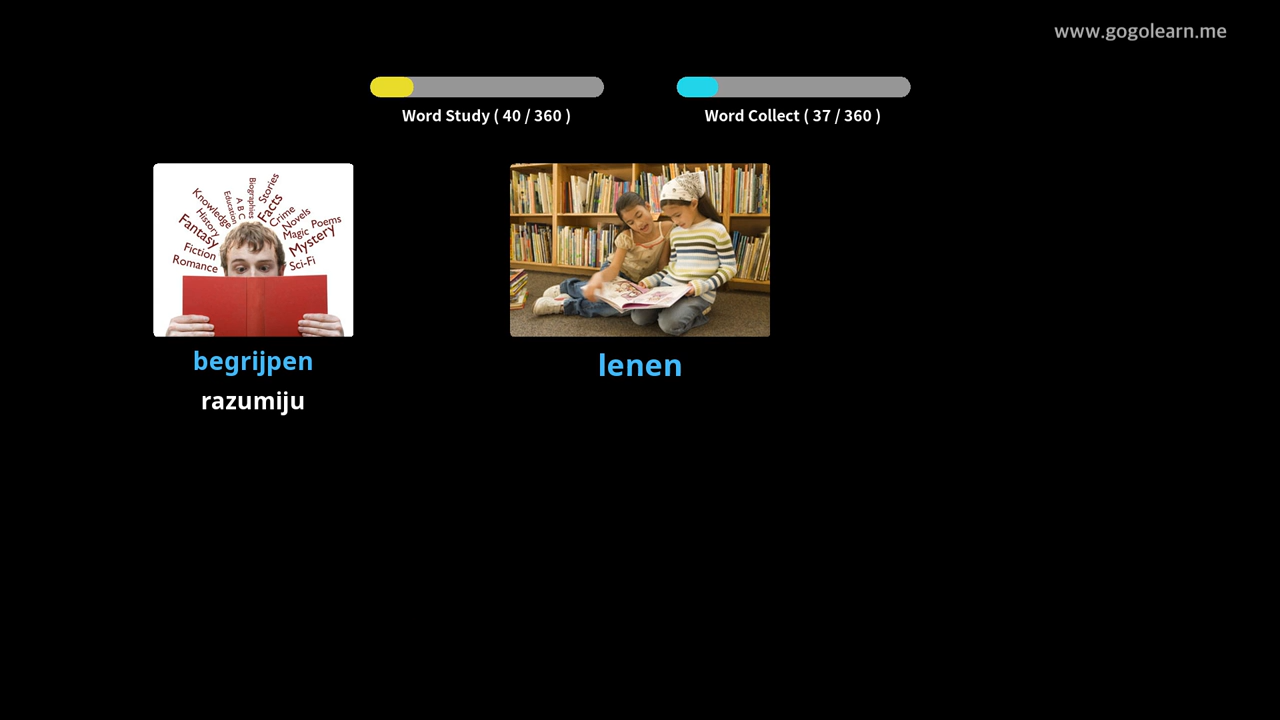 www.gogolearn.me
Word Study ( 40 / 360 )
Word Collect ( 37 / 360 )
Stories
Biographies
A B C
Education
Knowledge
History
Fantasy
Fiction
Romance
Facts
Crime
Novels
Magic
Poems
Mystery
Sci-Fi
begrijpen
razumiju
lenen